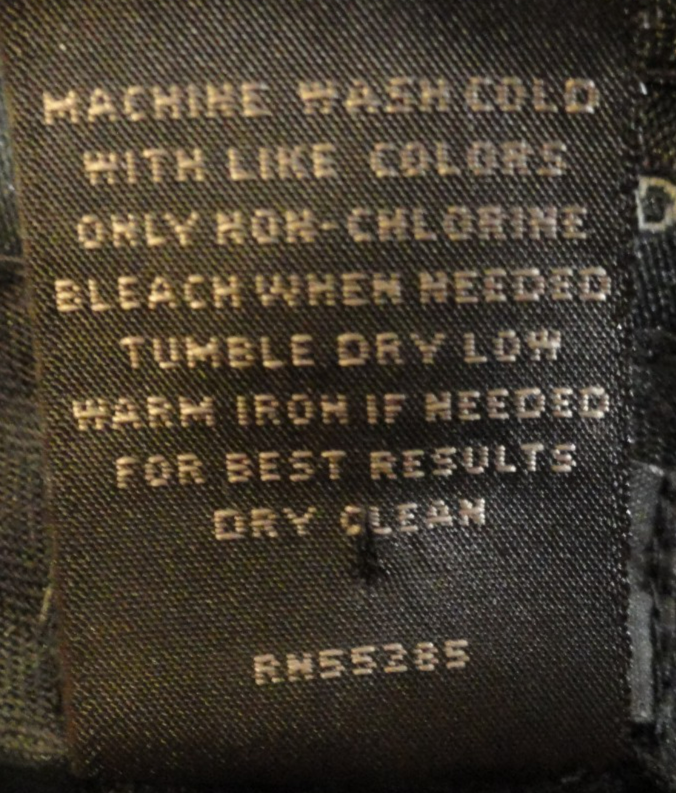 MACHINE WASH COLD
WITH LIKE COLORS
ONLY NON-CHLORINE
BLEACH WHEN NEEDED
TUMBLE DRY LOW
WARM IRON IF NEEDED
FOR BEST RESULTS
DRY CLEAN
RN55285